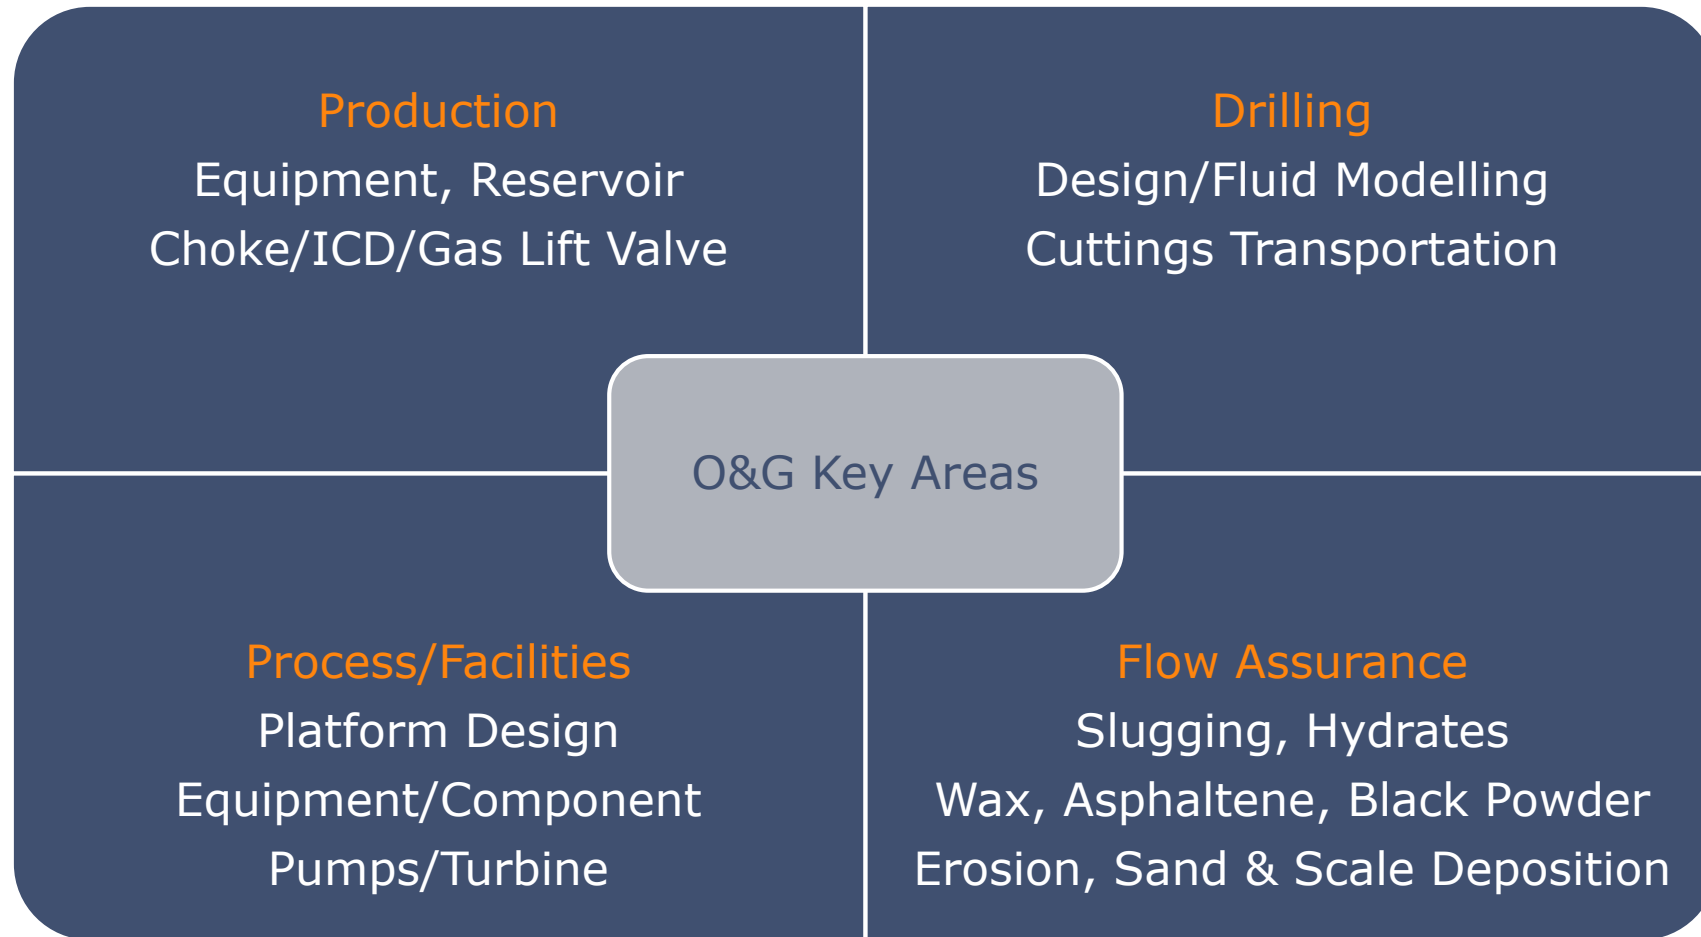 Production
Equipment, Reservoir
Choke/ICD/Gas Lift Valve
Drilling
Design/Fluid Modelling
Cuttings Transportation
O&G Key Areas
Process/Facilities
Platform Design
Equipment/Component
Pumps/Turbine
Flow Assurance
Slugging, Hydrates
Wax, Asphaltene, Black Powder
Erosion, Sand & Scale Deposition